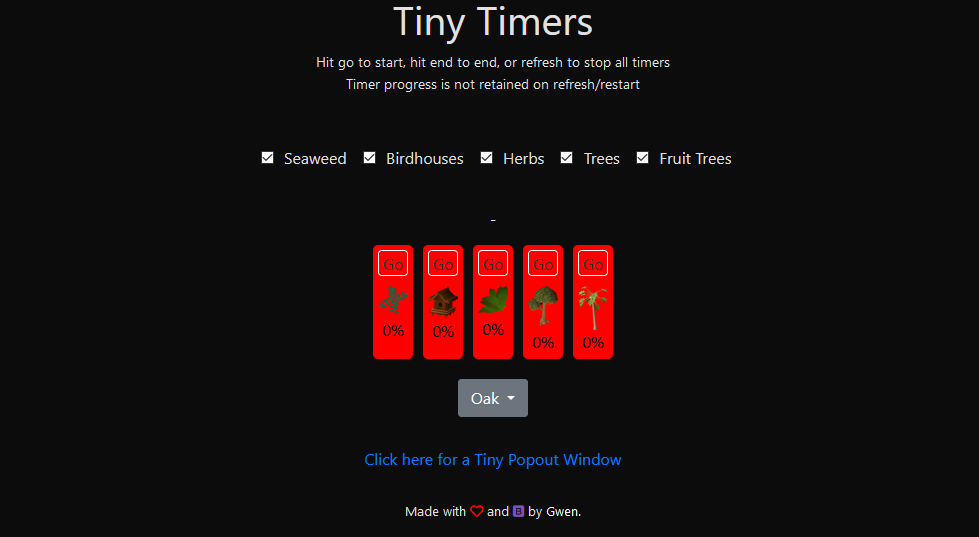 Tiny Timers
Hit go to start, hit end to end, or refresh to stop all timers
Timer progress is not retained on refresh/restart
Seaweed Birdhouses Herbs Trees Fruit Trees
-
Go Go Go Go Go
0% 0% 0% 0% 0%
Oak
Click here for a Tiny Popout Window
Made with and B by Gwen.